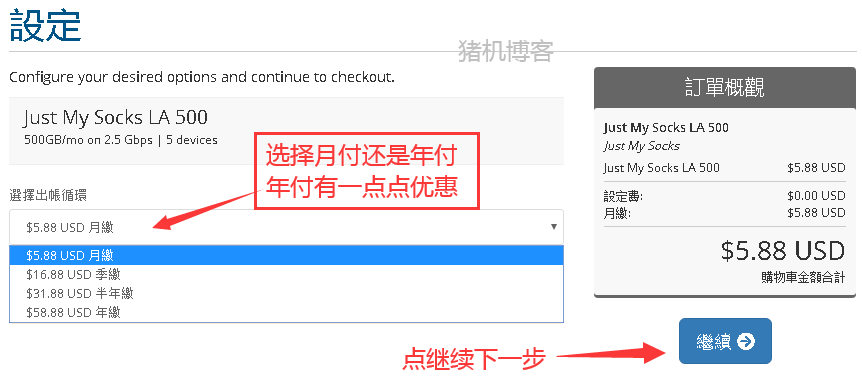 設定
猪机博客
Configure your desired options and continue to checkout.
Just My Socks LA 500
500GB/mo on 2.5 Gbps | 5 devices
选择月付还是年付
年付有一点点优惠
選擇出帳循環
$5.88 USD 月繳
$5.88 USD 月繳
$16.88 USD 季繳
$31.88 USD 半年繳
$58.88 USD 年繳
訂單概觀
Just My Socks LA 500
Just My Socks
Just My Socks LA 500 $5.88 USD
設定費: $0.00 USD
月繳: $5.88 USD
$5.88 USD
購物車金額合計
点继续下一步
繼續